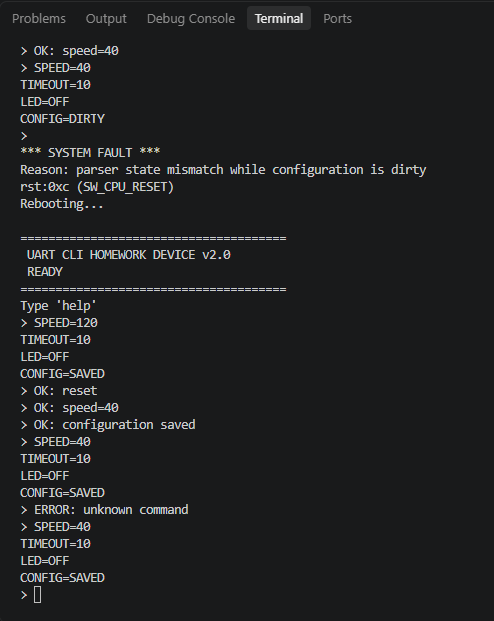 Problems Output Debug Console Terminal Ports
> OK: speed=40
> SPEED=40
TIMEOUT=10
LED=OFF
CONFIG=DIRTY
>
*** SYSTEM FAULT ***
Reason: parser state mismatch while configuration is dirty
rst:0xc (SW_CPU_RESET)
Rebooting...
======================================
UART CLI HOMEWORK DEVICE v2.0
READY
======================================
Type 'help'
> SPEED=120
TIMEOUT=10
LED=OFF
CONFIG=SAVED
> OK: reset
> OK: speed=40
> OK: configuration saved
> SPEED=40
TIMEOUT=10
LED=OFF
CONFIG=SAVED
> ERROR: unknown command
> SPEED=40
TIMEOUT=10
LED=OFF
CONFIG=SAVED
>